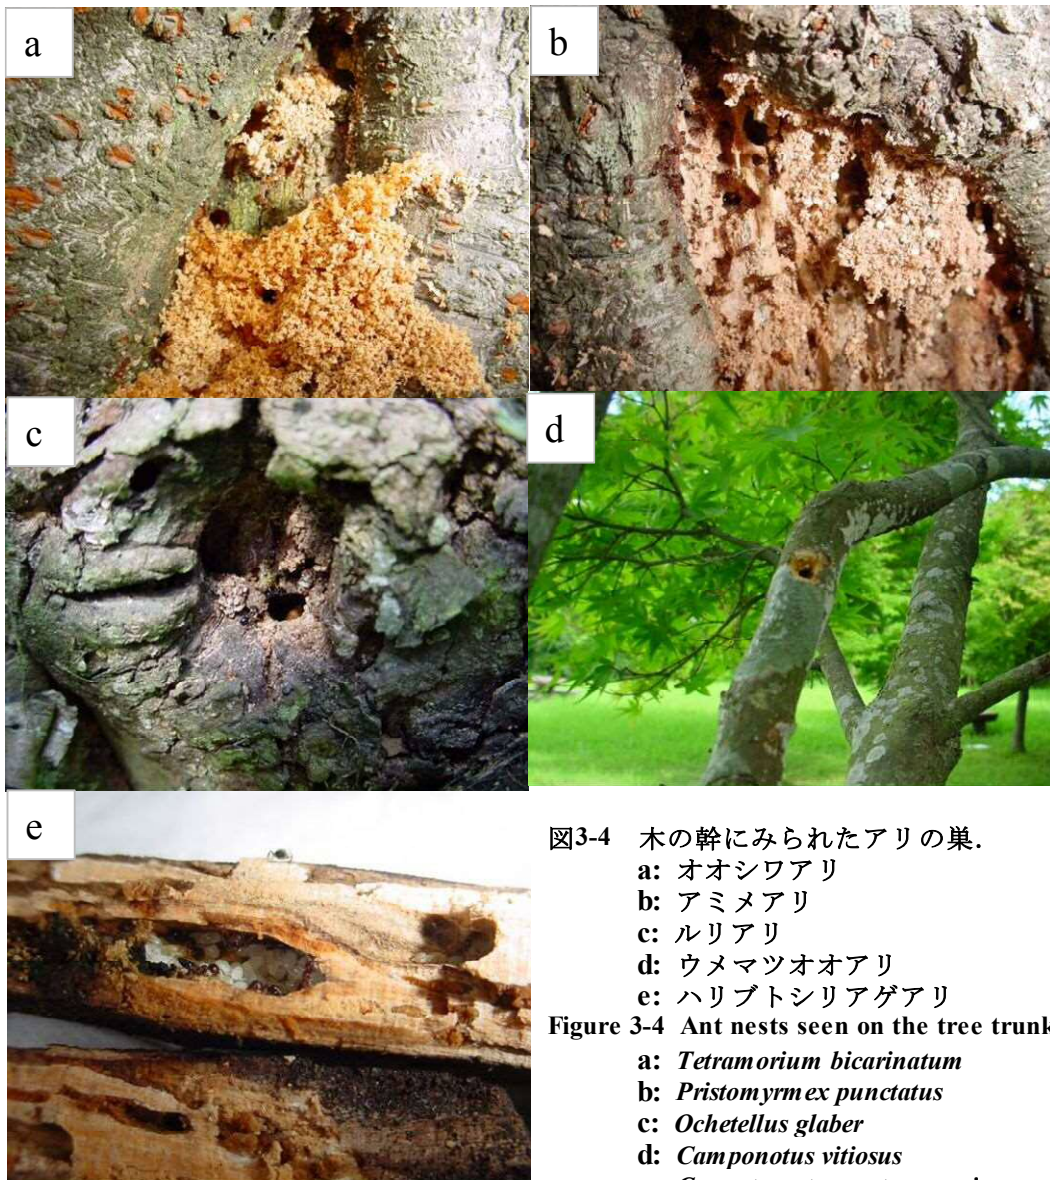 a
b
c
d
e
図3-4 木の幹にみられたアリの巣.
a: オオシワアリ
b: アミメアリ
c: ルリアリ
d: ウメマツオオアリ
e: ハリブトシリアゲアリ
Figure 3-4 Ant nests seen on the tree trunk
a: Tetramorium bicarinatum
b: Pristomyrmex punctatus
c: Ochetellus glaber
d: Camponotus vitiosus